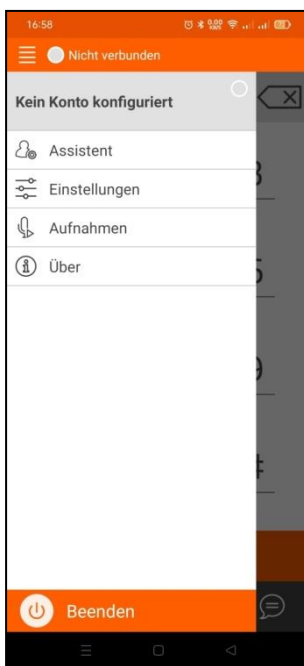 16:58
Nicht verbunden
Kein Konto konfiguriert
Assistent
Einstellungen
Aufnahmen
Über
#
Beenden